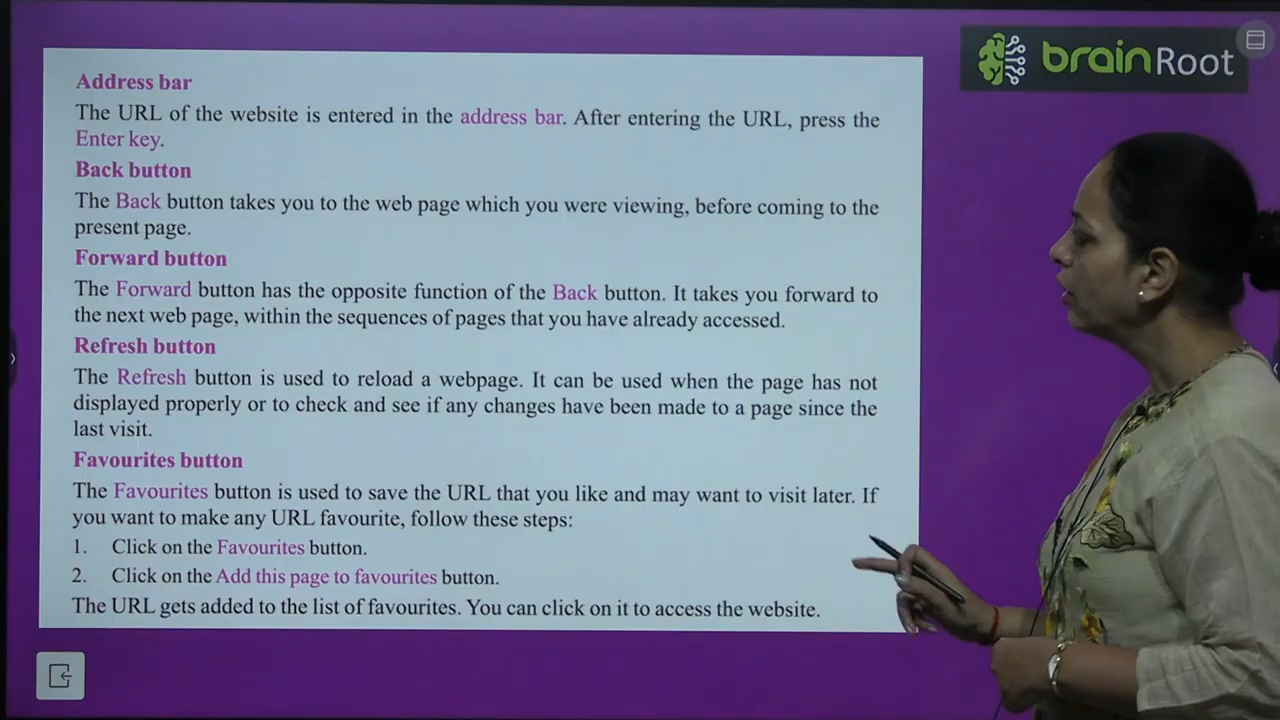 brainRoot
Address bar
The URL of the website is entered in the address bar. After entering the URL, press the
Enter key.
Back button
The Back button takes you to the web page which you were viewing, before coming to the
present page.
Forward button
The Forward button has the opposite function of the Back button. It takes you forward to
the next web page, within the sequences of pages that you have already accessed.
Refresh button
The Refresh button is used to reload a webpage. It can be used when the page has not
displayed properly or to check and see if any changes have been made to a page since the
last visit.
Favourites button
The Favourites button is used to save the URL that you like and may want to visit later. If
you want to make any URL favourite, follow these steps:
1. Click on the Favourites button.
2. Click on the Add this page to favourites button.
The URL gets added to the list of favourites. You can click on it to access the website.